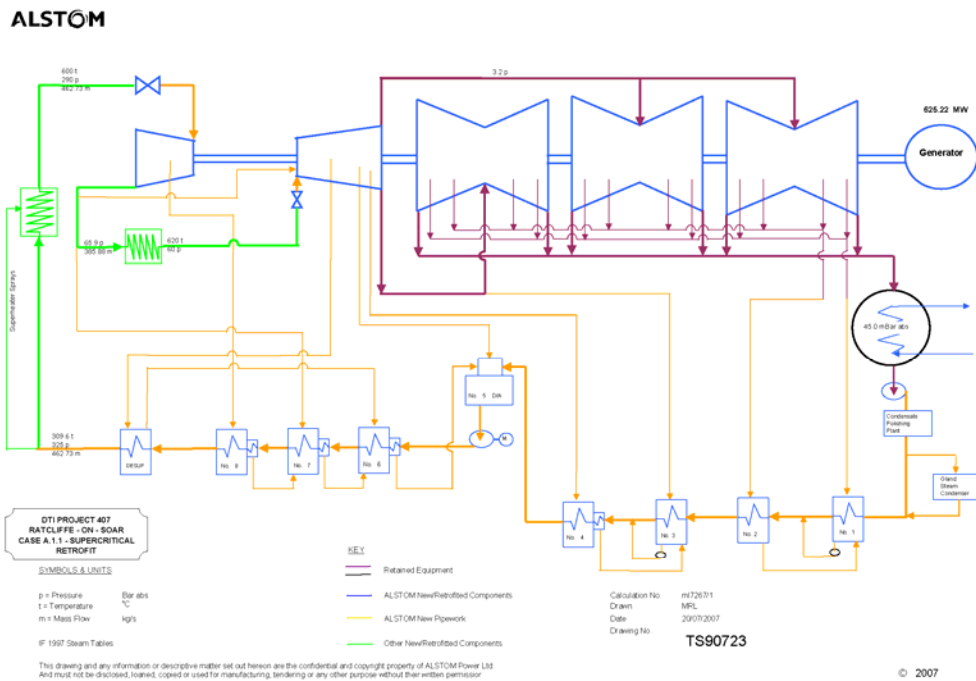 ALSTOM
600 t
290 p
462.73 m
3.2 p
625.22 MW
Generator
65.9 p
385.80 m
620 t
60 p
Superheater Sprays
45.0 mBar abs
No. 5 D/A
M
Condensate
Polishing
Plant
Gland
Steam
Condenser
309.6 t
325 p
462.73 m
DESUP
No. 8
No. 7
No. 6
No. 4
No. 3
No. 2
No. 1
DTI PROJECT 407
RATCLIFFE - ON - SOAR
CASE A.1.1 - SUPERCRITICAL
RETROFIT
SYMBOLS & UNITS
p = Pressure Bar abs
t = Temperature °C
m = Mass Flow kg/s
IF 1997 Steam Tables
KEY
Retained Equipment
ALSTOM New/Retrofitted Components
ALSTOM New Pipework
Other New/Retrofitted Components
Calculation No ml7267/1
Drawn MRL
Date 20/07/2007
Drawing No. TS90723
This drawing and any information or descriptive matter set out hereon are the confidential and copyright property of ALSTOM Power Ltd
And must not be disclosed, loaned, copied or used for manufacturing, tendering or any other purpose without their written permission
© 2007